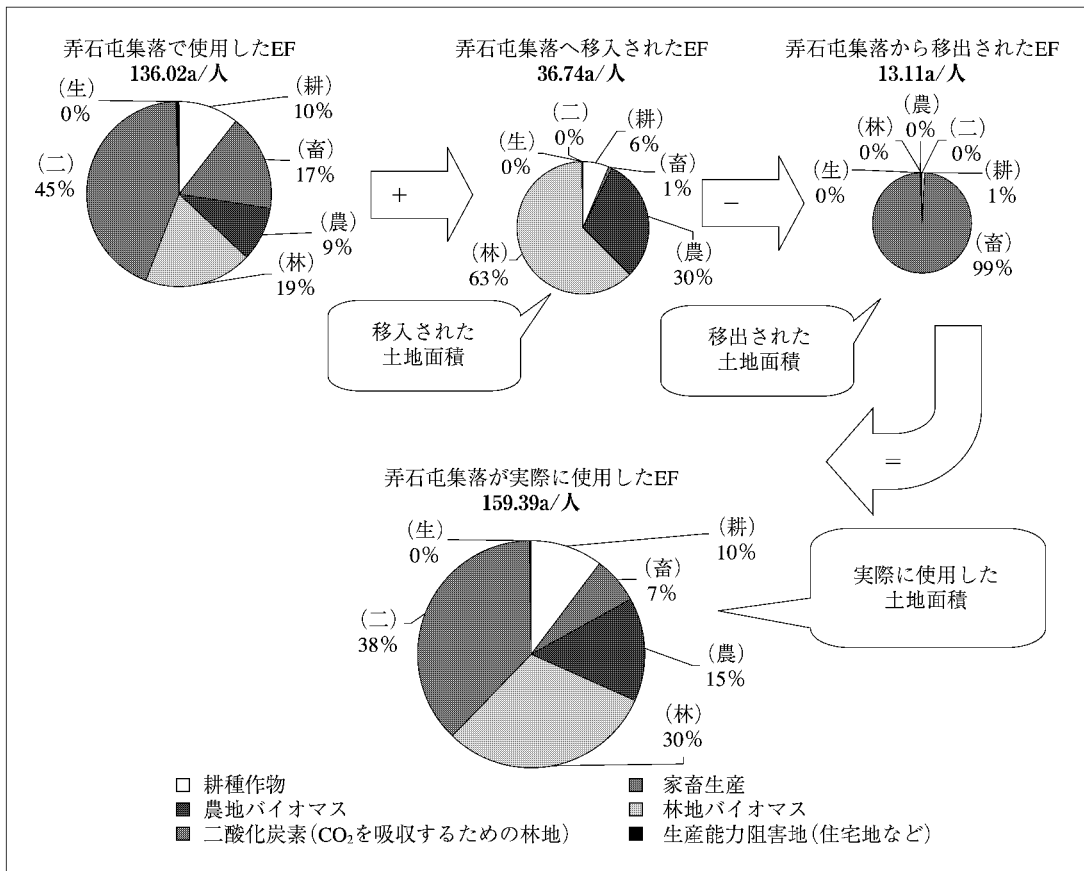 弄石屯集落で使用したEF
136.02a/人
(生)
0%
(耕)
10%
(畜)
17%
(農)
9%
(林)
19%
(二)
45%
+
弄石屯集落へ移入されたEF
36.74a/人
(生)
0%
(二)
0%
(耕)
6%
(畜)
1%
(農)
30%
(林)
63%
移入された
土地面積
−
弄石屯集落から移出されたEF
13.11a/人
(生)
0%
(林)
0%
(農)
0%
(二)
0%
(耕)
1%
(畜)
99%
移出された
土地面積
=
弄石屯集落が実際に使用したEF
159.39a/人
(生)
0%
(耕)
10%
(畜)
7%
(農)
15%
(林)
30%
(二)
38%
実際に使用した
土地面積
耕種作物
家畜生産
農地バイオマス
林地バイオマス
二酸化炭素(CO₂を吸収するための林地)
生産能力阻害地(住宅地など)